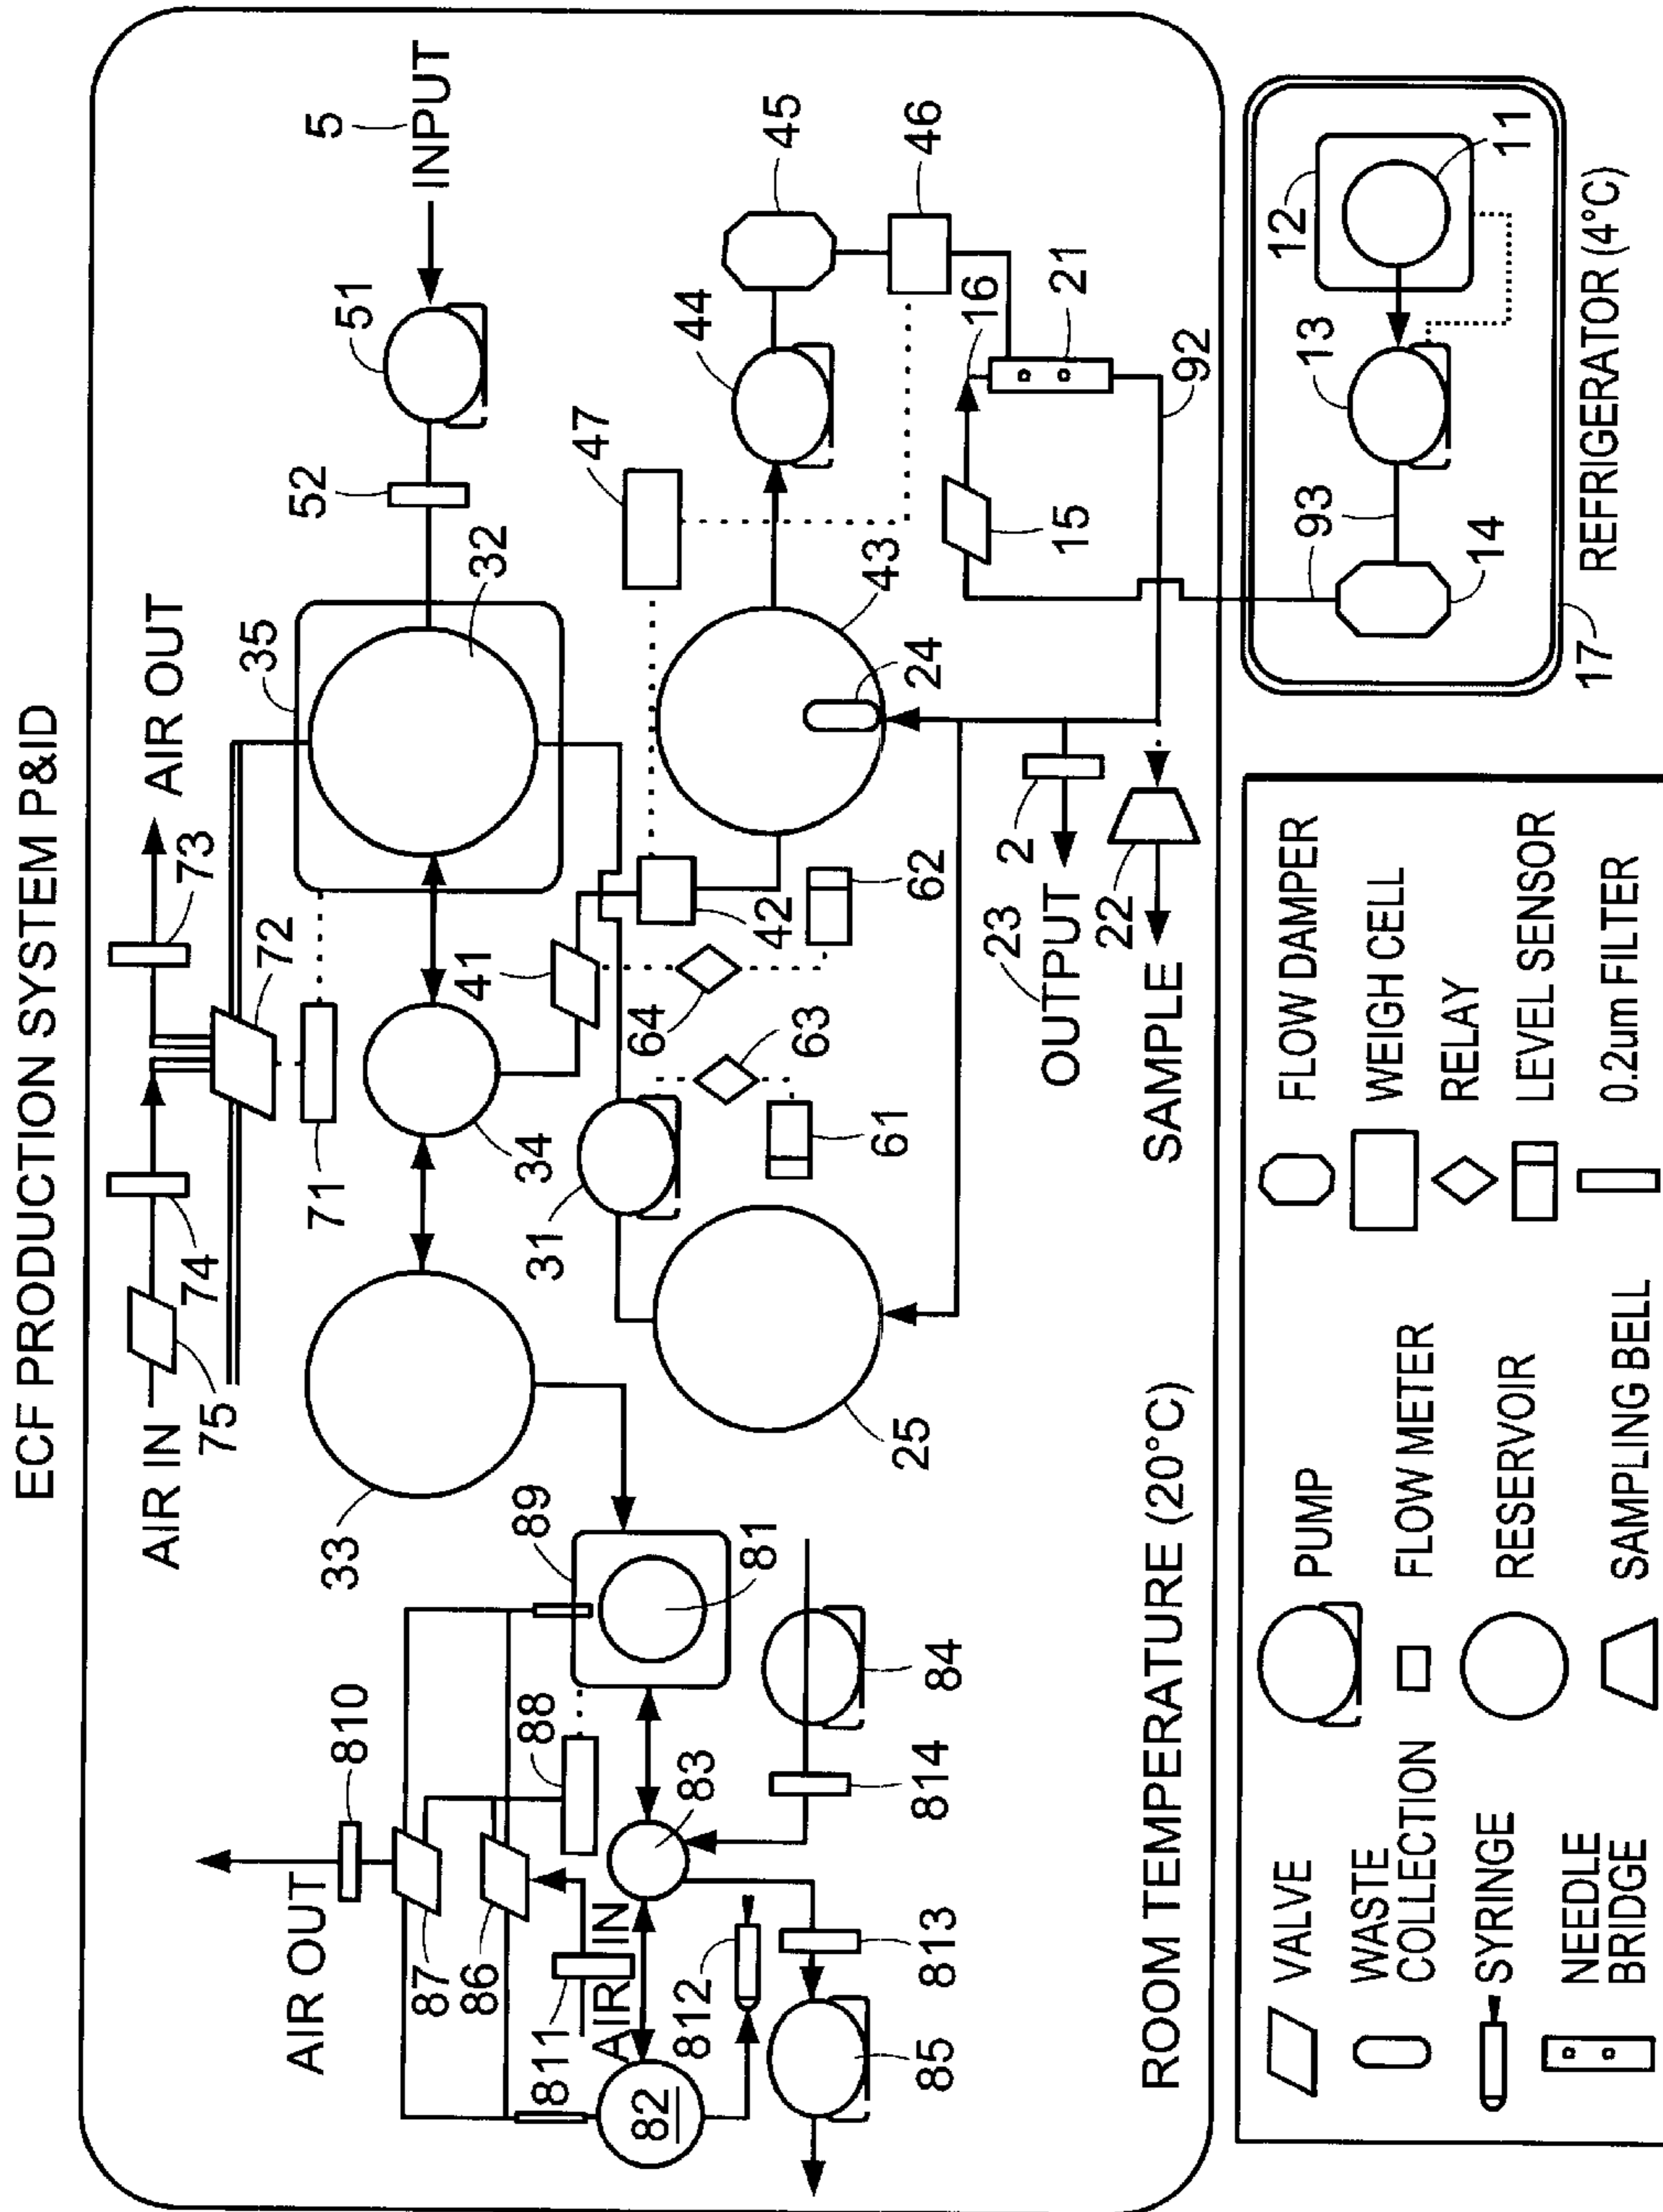 ECF PRODUCTION SYSTEM P&ID
AIR OUT
73
74
75
AIR IN
72
71
35
32
52
51
5
INPUT
33
34
41
64
63
61
31
42
62
47
43
24
44
45
46
16
21
15
92
25
2
OUTPUT
23
22
SAMPLE
AIR OUT
810
87
86
88
89
81
811
AIR IN
83
82
812
813
814
84
85
ROOM TEMPERATURE (20°C)
12
11
13
93
14
17
REFRIGERATOR (4°C)
VALVE
PUMP
FLOW DAMPER
WASTE
COLLECTION
FLOW METER
WEIGH CELL
SYRINGE
RESERVOIR
RELAY
LEVEL SENSOR
NEEDLE
BRIDGE
SAMPLING BELL
0.2um FILTER